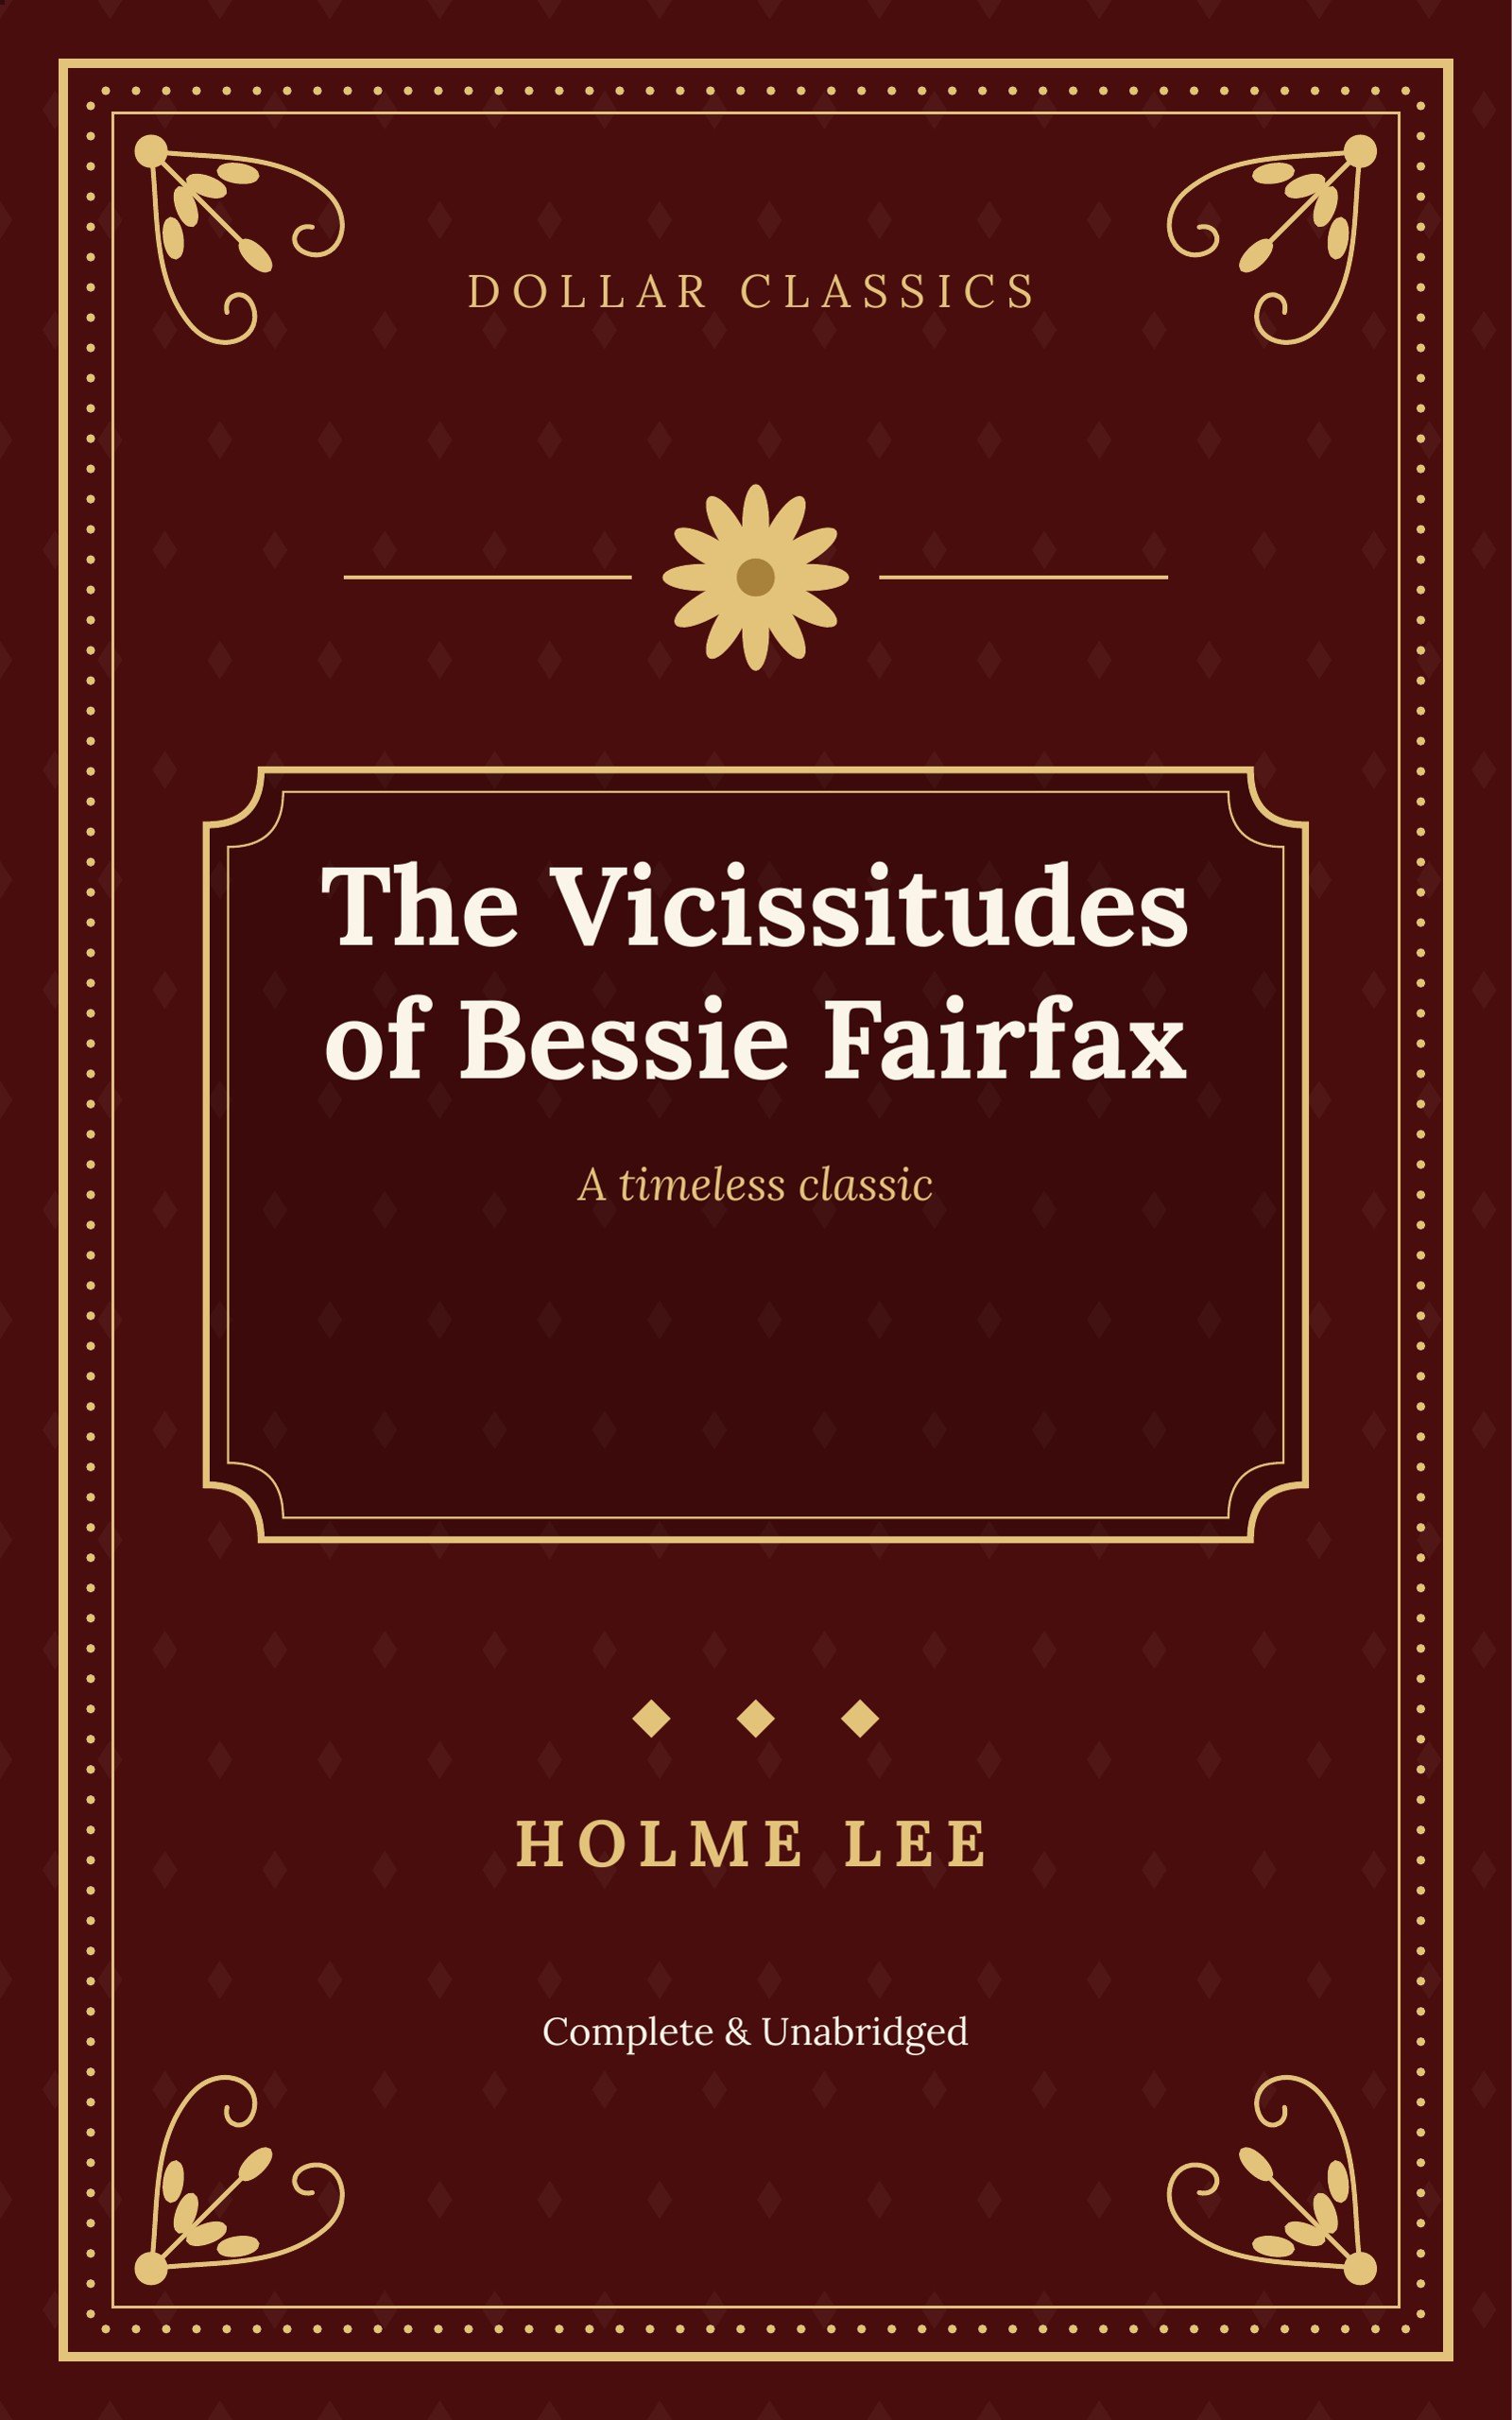 DOLLAR CLASSICS
The Vicissitudes
of Bessie Fairfax
A timeless classic
HOLME LEE
Complete & Unabridged